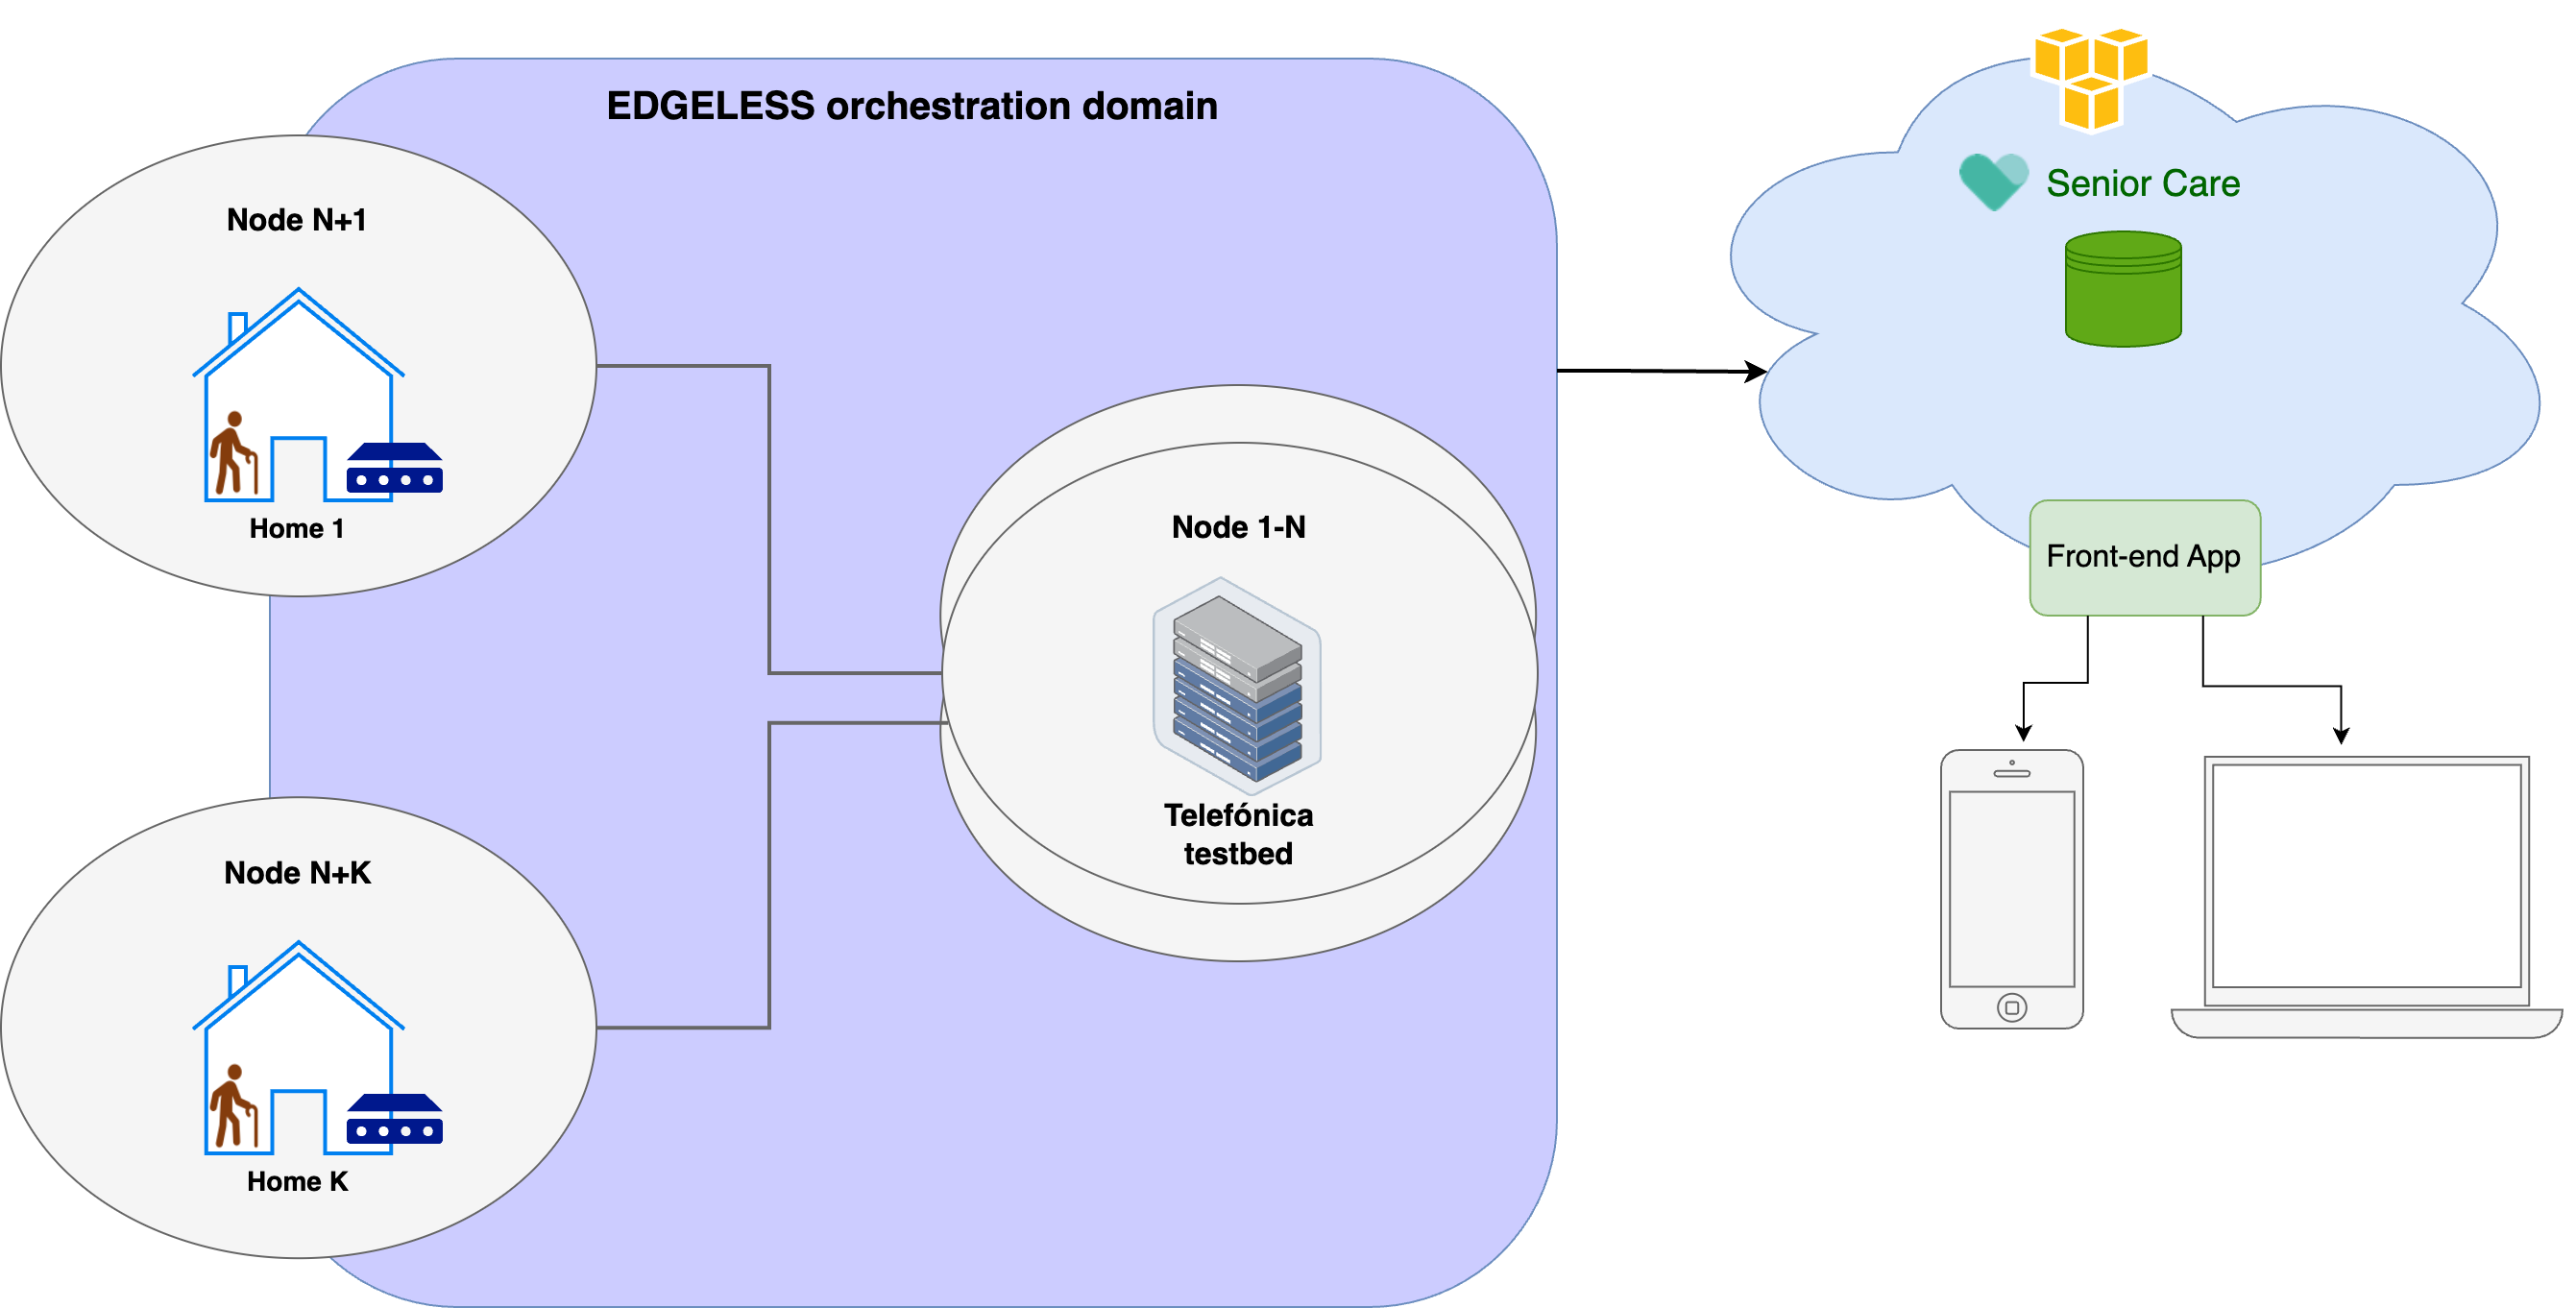 EDGELESS orchestration domain
Node N+1
Home 1
Node N+K
Home K
Node 1-N
Telefónica
testbed
Senior Care
Front-end App